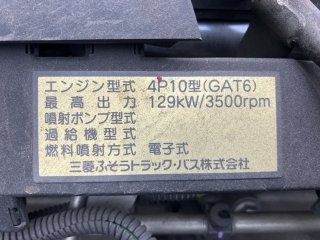 エンジン型式 4P10型(GAT6)
最高出力 129kW/3500rpm
噴射ポンプ型式
過給機型式
燃料噴射方式 電子式
三菱ふそうトラック・バス株式会社